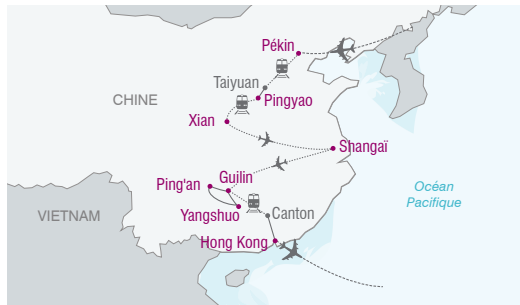 Pékin
Taiyuan
CHINE
Pingyao
Xian
Shangaï
Guilin
Ping'an
Océan
Pacifique
Yangshuo
Canton
VIETNAM
Hong Kong